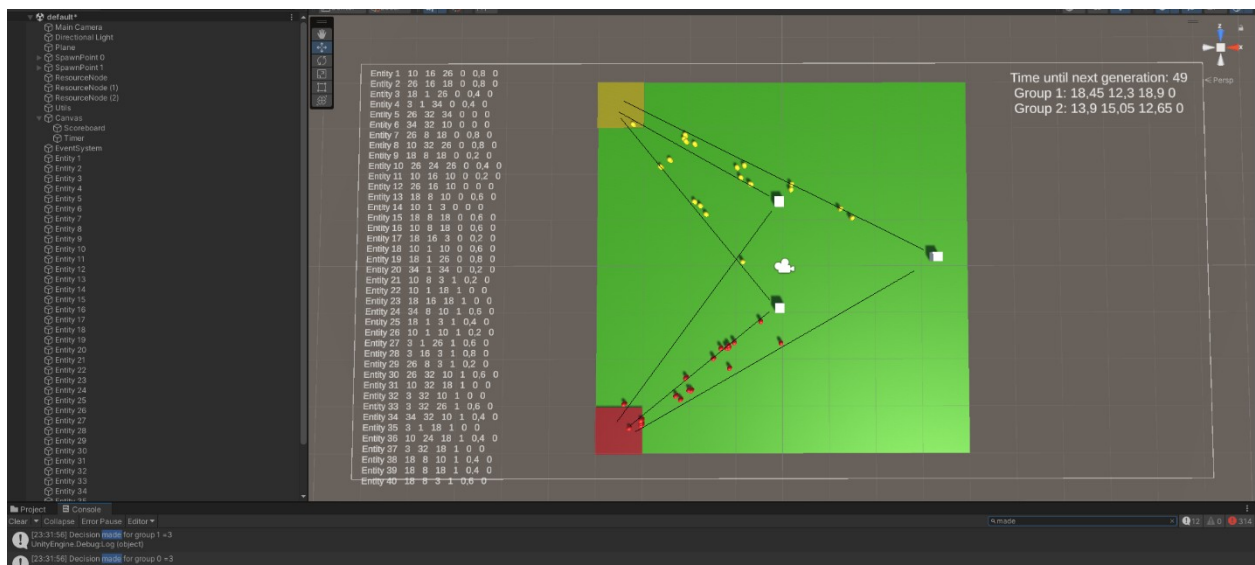 default*
Main Camera
Directional Light
Plane
SpawnPoint 0
SpawnPoint 1
ResourceNode
ResourceNode (1)
ResourceNode (2)
Utils
Canvas
Scoreboard
Timer
EventSystem
Entity 1
Entity 2
Entity 3
Entity 4
Entity 5
Entity 6
Entity 7
Entity 8
Entity 9
Entity 10
Entity 11
Entity 12
Entity 13
Entity 14
Entity 15
Entity 16
Entity 17
Entity 18
Entity 19
Entity 20
Entity 21
Entity 22
Entity 23
Entity 24
Entity 25
Entity 26
Entity 27
Entity 28
Entity 29
Entity 30
Entity 31
Entity 32
Entity 33
Entity 34
Entity 1 10 16 26 0 0,8 0
Entity 2 26 16 18 0 0,8 0
Entity 3 18 1 26 0 0,4 0
Entity 4 3 1 34 0 0,4 0
Entity 5 26 32 34 0 0 0
Entity 6 34 32 10 0 0 0
Entity 7 26 8 18 0 0,8 0
Entity 8 10 32 26 0 0,8 0
Entity 9 18 8 18 0 0,2 0
Entity 10 26 24 26 0 0,4 0
Entity 11 10 16 10 0 0,2 0
Entity 12 26 16 10 0 0 0
Entity 13 18 8 10 0 0,6 0
Entity 14 10 1 3 0 0 0
Entity 15 18 8 18 0 0,6 0
Entity 16 10 8 18 0 0,6 0
Entity 17 18 16 3 0 0,2 0
Entity 18 10 1 10 0 0,6 0
Entity 19 18 1 26 0 0,8 0
Entity 20 34 1 34 0 0,2 0
Entity 21 10 8 3 1 0,2 0
Entity 22 10 1 18 1 0 0
Entity 23 18 16 18 1 0 0
Entity 24 34 8 10 1 0,6 0
Entity 25 18 1 3 1 0,4 0
Entity 26 10 1 10 1 0,2 0
Entity 27 3 1 26 1 0,6 0
Entity 28 3 16 3 1 0,8 0
Entity 29 26 8 3 1 0,2 0
Entity 30 26 32 10 1 0,6 0
Entity 31 10 32 18 1 0 0
Entity 32 3 32 10 1 0 0
Entity 33 3 32 26 1 0,6 0
Entity 34 34 32 10 1 0,4 0
Entity 35 3 1 18 1 0 0
Entity 36 10 24 18 1 0,4 0
Entity 37 3 32 18 1 0 0
Entity 38 18 8 10 1 0,4 0
Entity 39 18 8 18 1 0,4 0
Entity 40 18 8 3 1 0,6 0
Time until next generation: 49
Group 1: 18,45 12,3 18,9 0
Group 2: 13,9 15,05 12,65 0
Persp
Project Console
Clear Collapse Error Pause Editor
made
12 0 314
[23:31:56] Decision made for group 1 =3
UnityEngine.Debug:Log (object)
[23:31:56] Decision made for group 0 =3